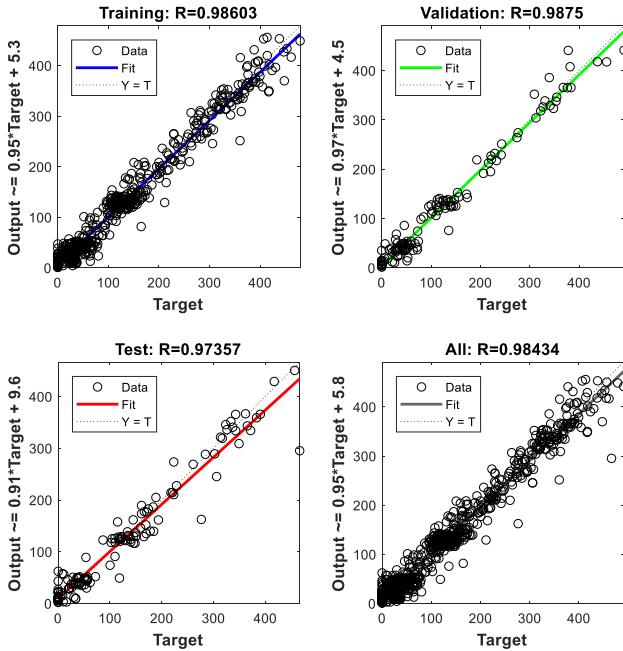 Training: R=0.98603
Output ~= 0.95*Target + 5.3
400
300
200
100
0
Data
Fit
Y = T
0 100 200 300 400
Target
Validation: R=0.9875
Output ~= 0.97*Target + 4.5
400
300
200
100
0
Data
Fit
Y = T
0 100 200 300 400
Target
Test: R=0.97357
Output ~= 0.91*Target + 9.6
400
300
200
100
0
Data
Fit
Y = T
0 100 200 300 400
Target
All: R=0.98434
Output ~= 0.95*Target + 5.8
400
300
200
100
0
Data
Fit
Y = T
0 100 200 300 400
Target